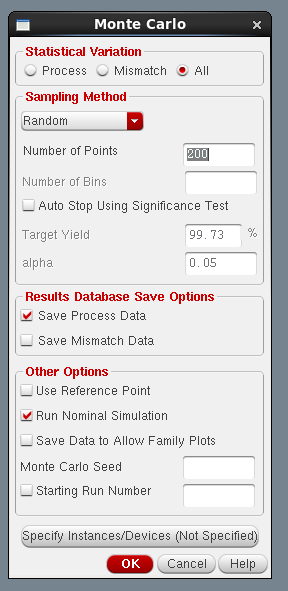 Monte Carlo
Statistical Variation
Process Mismatch All
Sampling Method
Random
Number of Points 200
Number of Bins
Auto Stop Using Significance Test
Target Yield 99.73 %
alpha 0.05
Results Database Save Options
Save Process Data
Save Mismatch Data
Other Options
Use Reference Point
Run Nominal Simulation
Save Data to Allow Family Plots
Monte Carlo Seed
Starting Run Number
Specify Instances/Devices (Not Specified)
OK Cancel Help